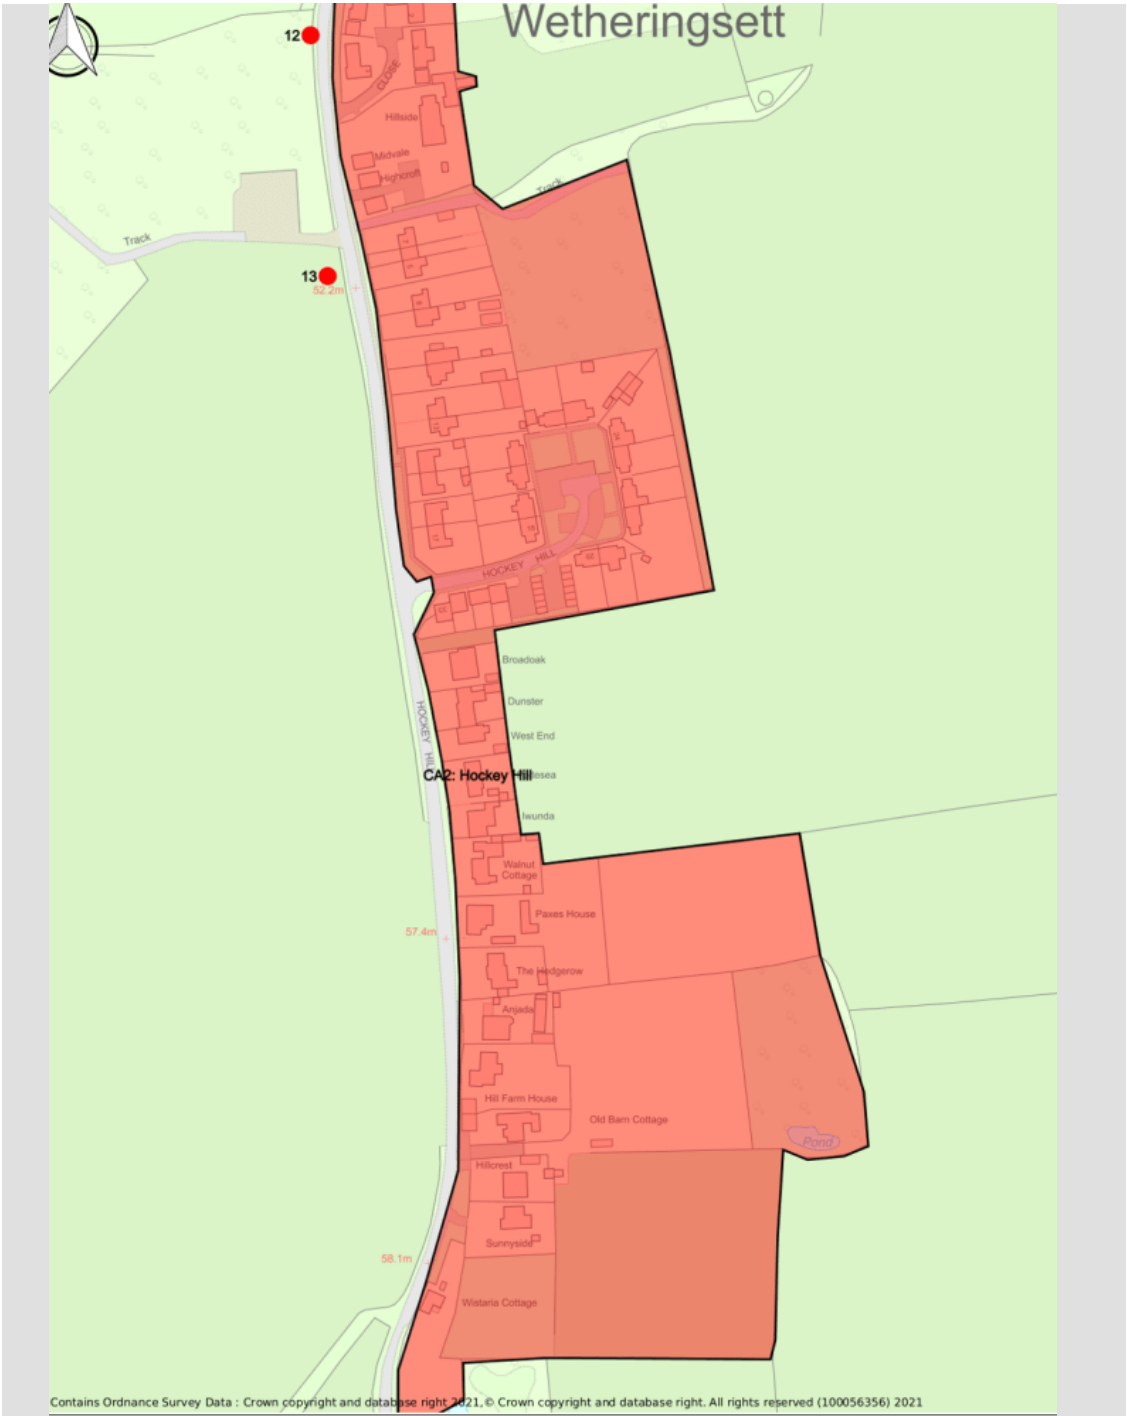 Wetheringsett
12
CLOSE
Hillside
Midvale
Highcroft
Track
Track
13
52.2m
HOCKEY HILL
Broadoak
Dunster
HOCKEY HILL
West End
CA2: Hockey Hill
Iwunda
Walnut
Cottage
Paxes House
57.4m
The Hedgerow
Anjada
Hill Farm House
Old Barn Cottage
Pond
Hillcrest
Sunnyside
58.1m
Wistaria Cottage
Contains Ordnance Survey Data : Crown copyright and database right 2021,© Crown copyright and database right. All rights reserved (100056356) 2021